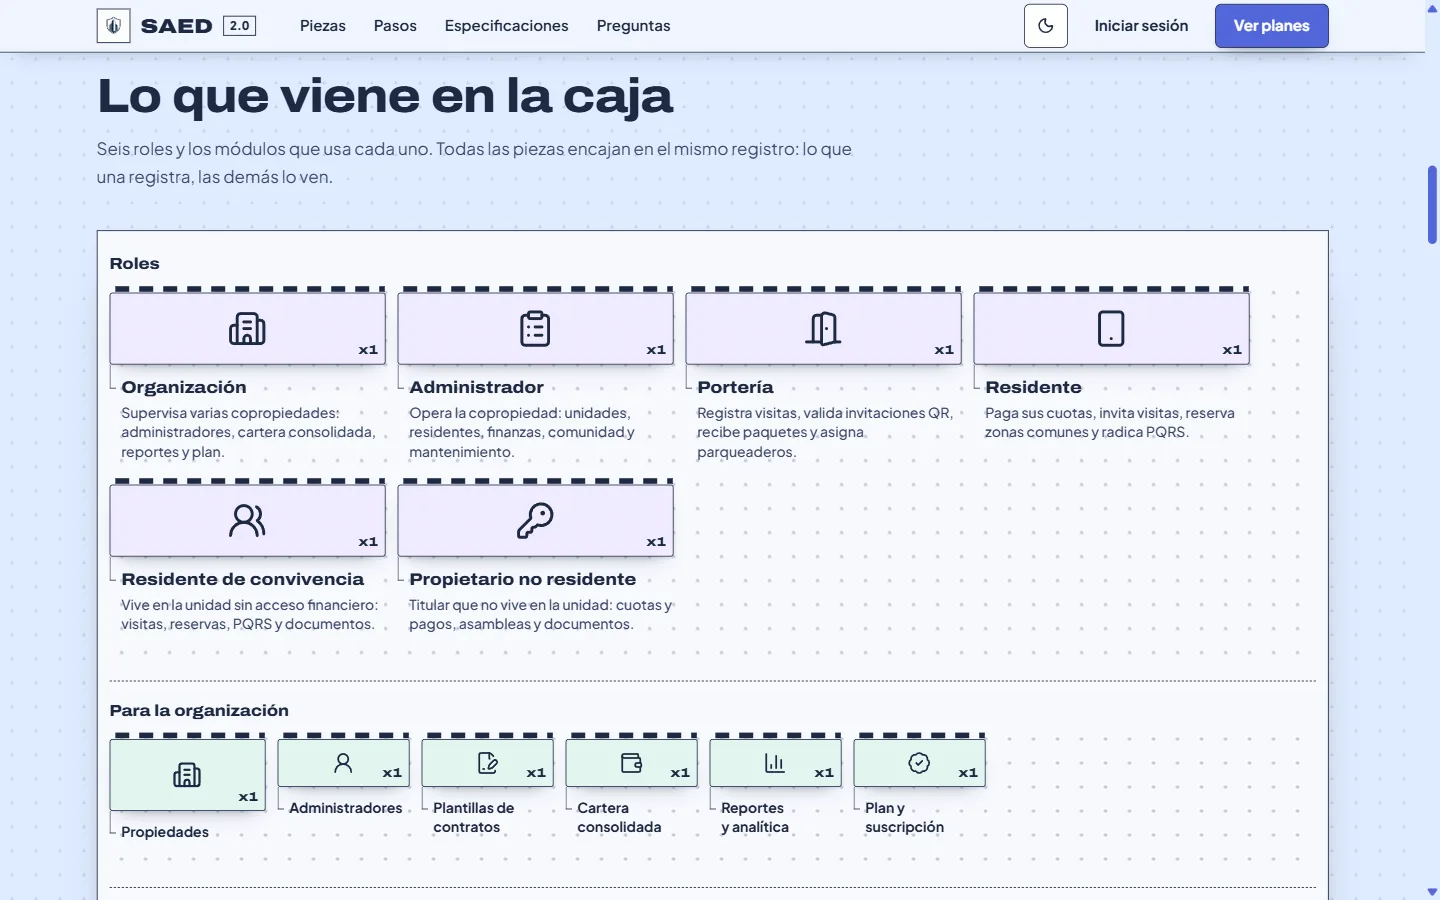 SAED 2.0 Piezas Pasos Especificaciones Preguntas Iniciar sesión Ver planes
Lo que viene en la caja
Seis roles y los módulos que usa cada uno. Todas las piezas encajan en el mismo registro: lo que
una registra, las demás lo ven.
Roles
x1
Organización
Supervisa varias copropiedades:
administradores, cartera consolidada,
reportes y plan.
x1
Administrador
Opera la copropiedad: unidades,
residentes, finanzas, comunidad y
mantenimiento.
x1
Portería
Registra visitas, valida invitaciones QR,
recibe paquetes y asigna
parqueaderos.
x1
Residente
Paga sus cuotas, invita visitas, reserva
zonas comunes y radica PQRS.
x1
Residente de convivencia
Vive en la unidad sin acceso financiero:
visitas, reservas, PQRS y documentos.
x1
Propietario no residente
Titular que no vive en la unidad: cuotas y
pagos, asambleas y documentos.
Para la organización
x1
Propiedades
x1
Administradores
x1
Plantillas de
contratos
x1
Cartera
consolidada
x1
Reportes
y analítica
x1
Plan y
suscripción